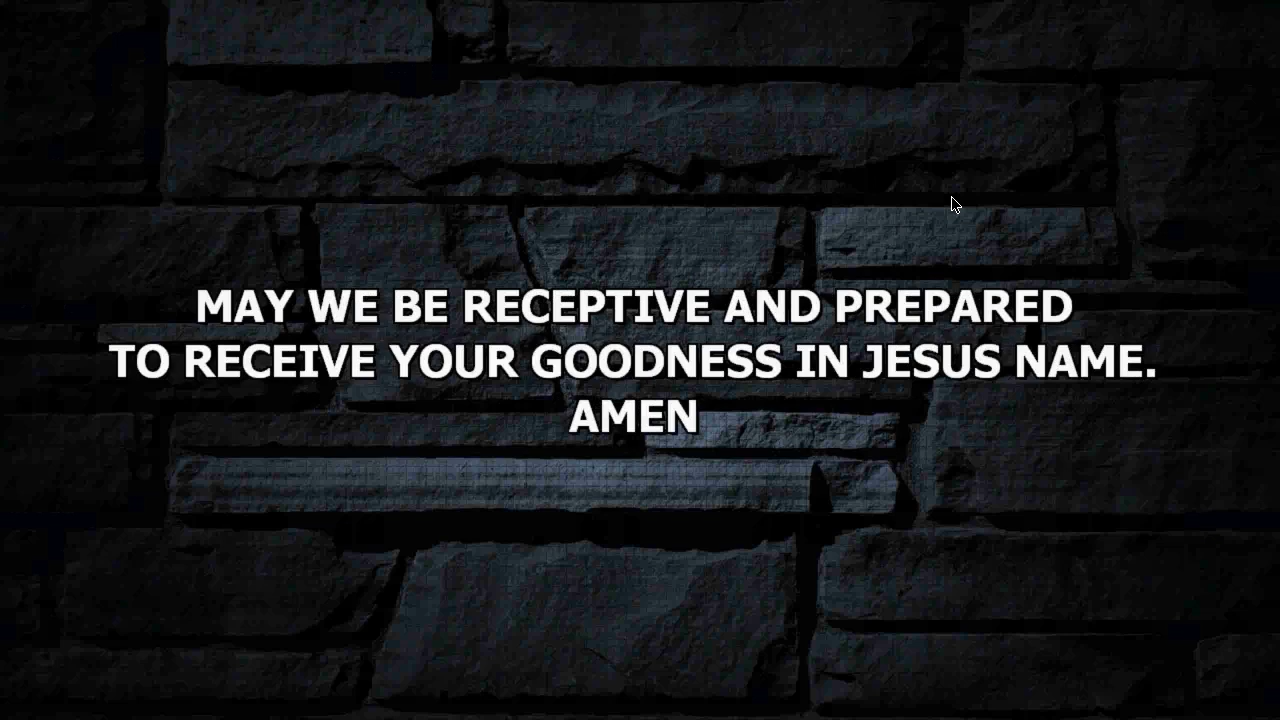 MAY WE BE RECEPTIVE AND PREPARED
TO RECEIVE YOUR GOODNESS IN JESUS NAME.
AMEN